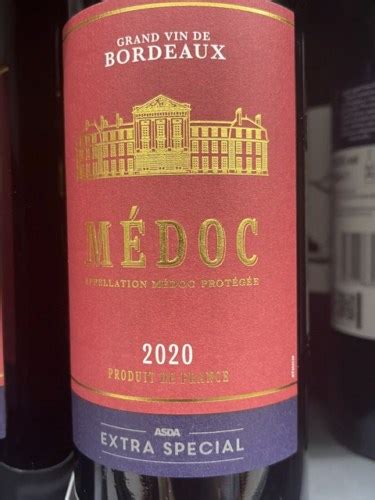 GRAND VIN DE
BORDEAUX
MÉDOC
APPELLATION MÉDOC PROTÉGÉE
2020
PRODUIT DE FRANCE
ASDA
EXTRA SPECIAL